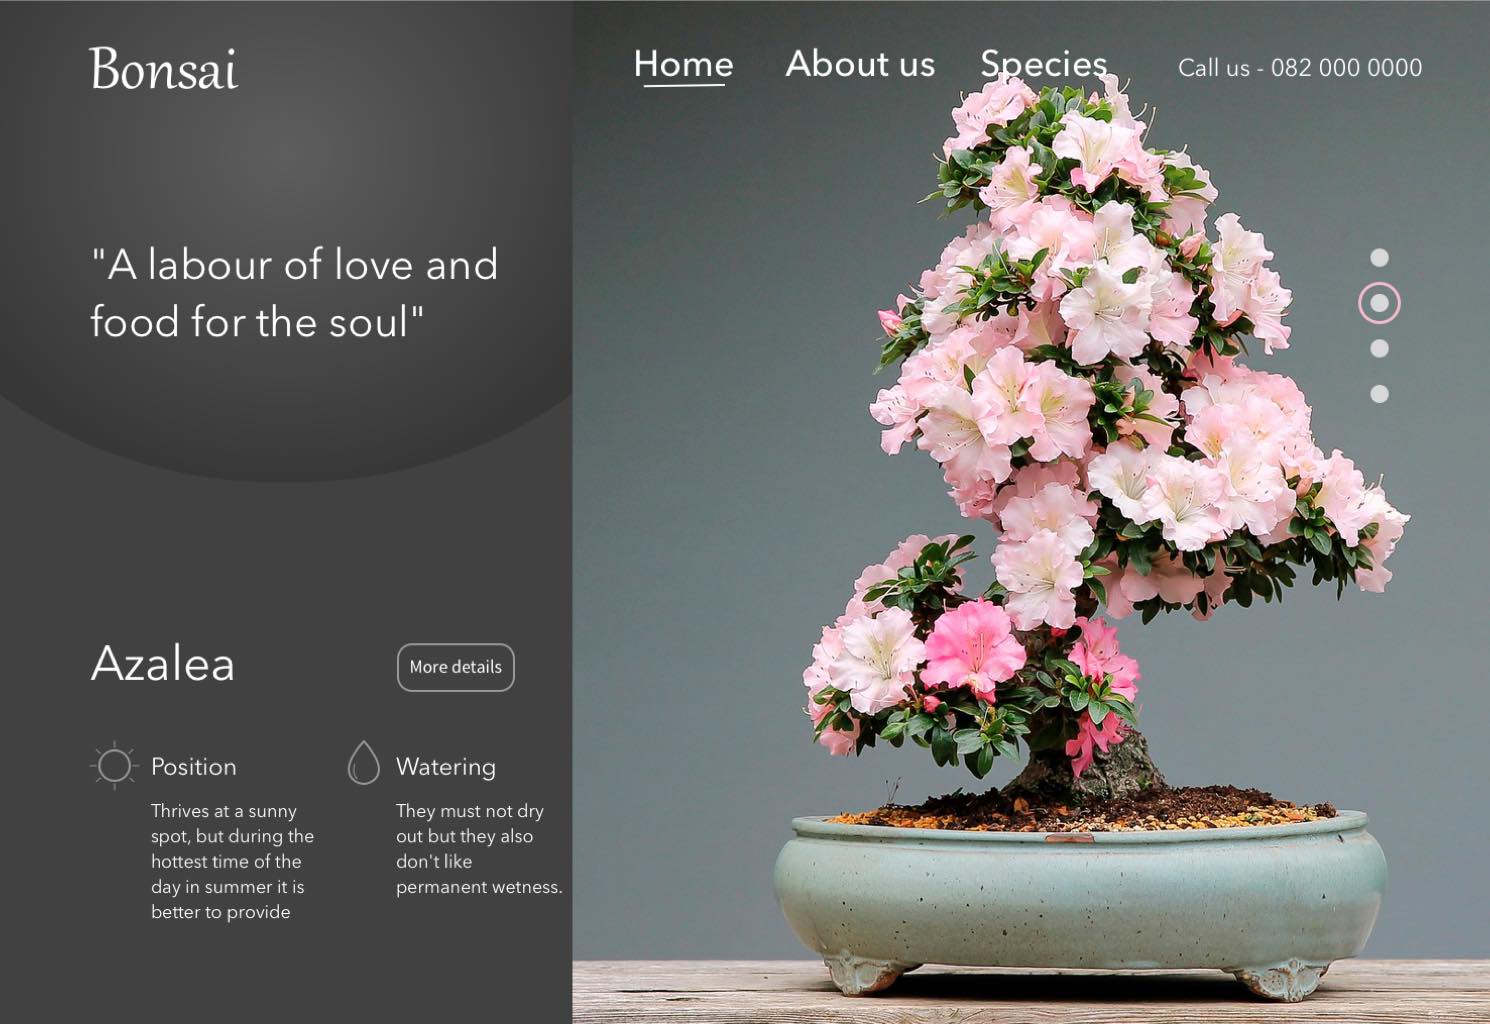 Bonsai
Home
About us
Species
Call us - 082 000 0000
"A labour of love and
food for the soul"
Azalea
More details
Position
Thrives at a sunny
spot, but during the
hottest time of the
day in summer it is
better to provide
Watering
They must not dry
out but they also
don't like
permanent wetness.